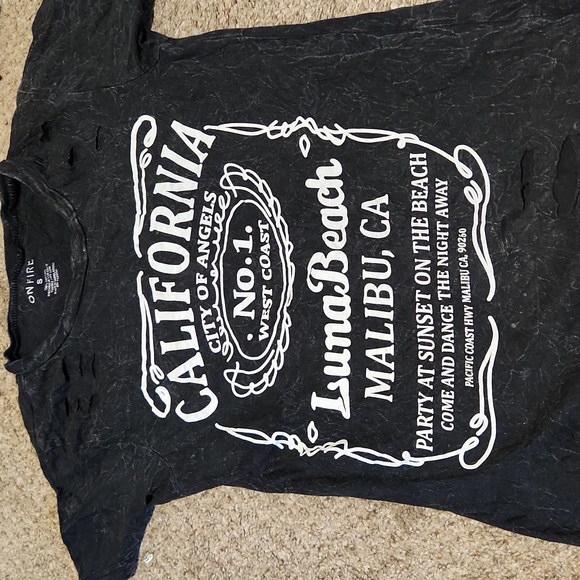 ON FIRE
S
CALIFORNIA
CITY OF ANGELS
No.1.
WEST COAST
LunaBeach
MALIBU, CA
PARTY AT SUNSET ON THE BEACH
COME AND DANCE THE NIGHT AWAY
PACIFIC COAST HWY MALIBU CA, 90260